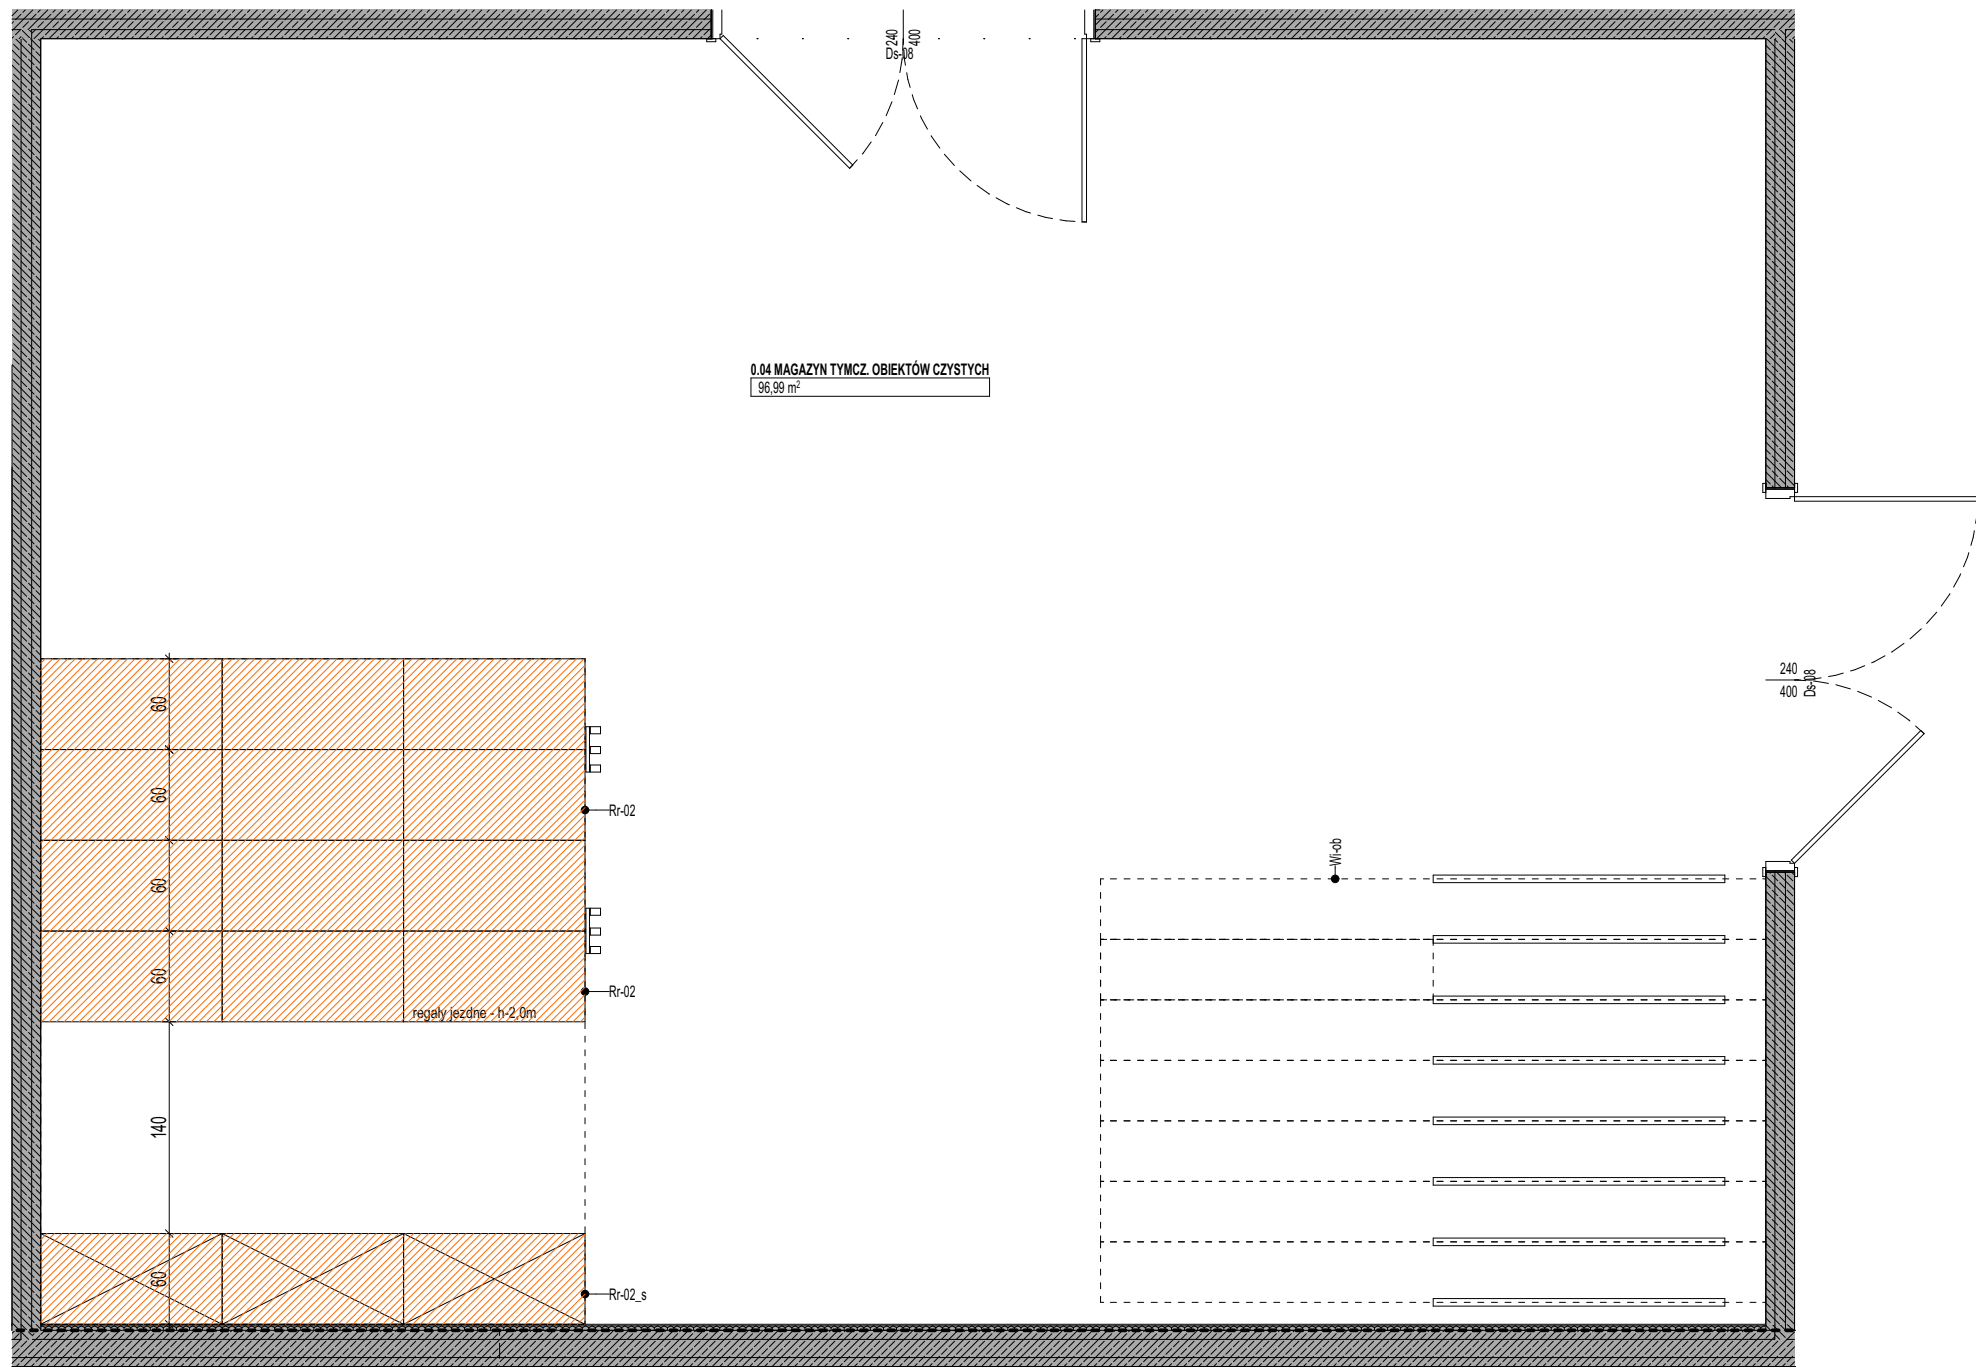 240
400
Ds-08
0.04 MAGAZYN TYMCZ. OBIEKTÓW CZYSTYCH
96,99 m²
240
400
Ds-08
60
60
Rr-02
Wi-ob
60
60
Rr-02
regały jezdne - h-2,0m
140
60
Rr-02_s